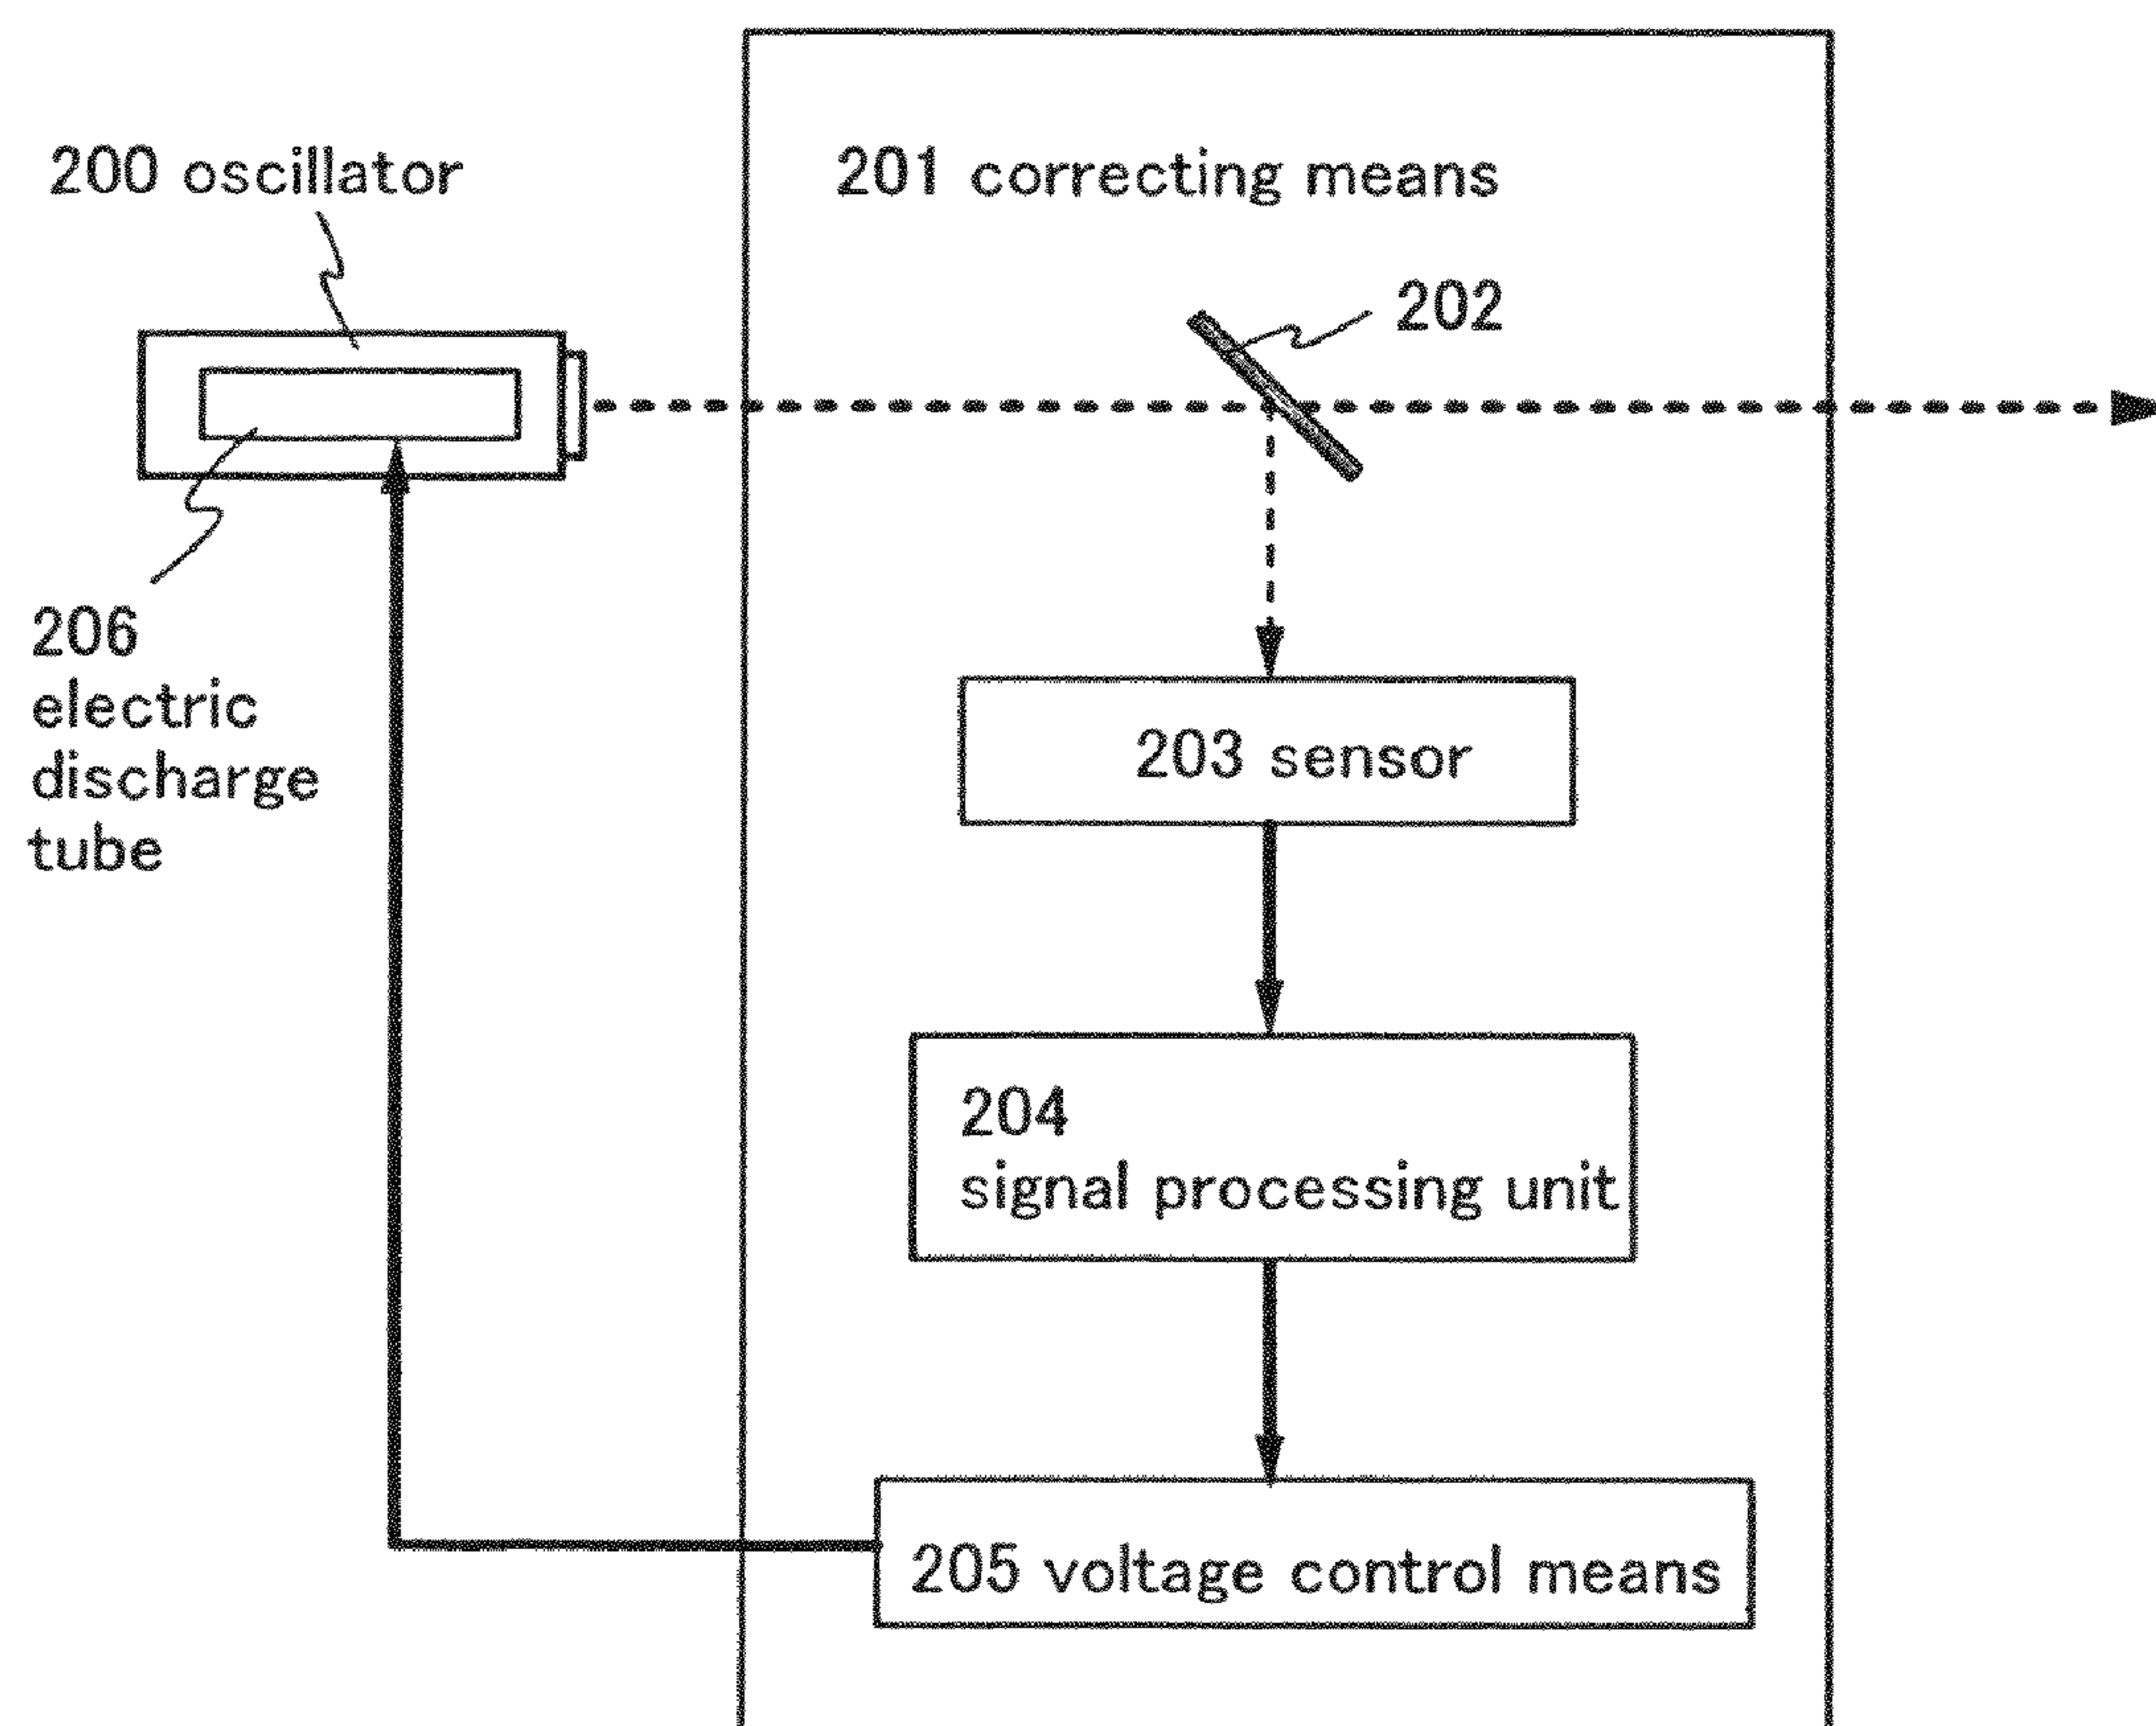 200 oscillator
201 correcting means
202
206
electric
discharge
tube
203 sensor
204
signal processing unit
205 voltage control means